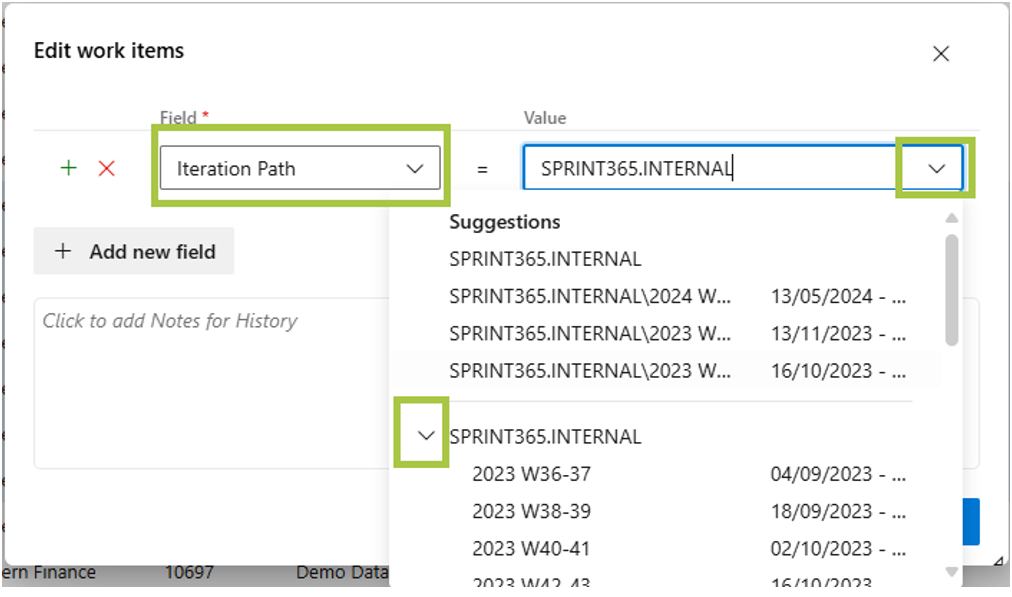 Edit work items
Field *
Value
Iteration Path
=
SPRINT365.INTERNAL
Suggestions
Add new field
SPRINT365.INTERNAL
SPRINT365.INTERNAL\2024 W... 13/05/2024 - ...
Click to add Notes for History
SPRINT365.INTERNAL\2023 W... 13/11/2023 - ...
SPRINT365.INTERNAL\2023 W... 16/10/2023 - ...
SPRINT365.INTERNAL
2023 W36-37 04/09/2023 - ...
2023 W38-39 18/09/2023 - ...
2023 W40-41 02/10/2023 - ...
2023 W42-43 16/10/2023
ern Finance 10697 Demo Data